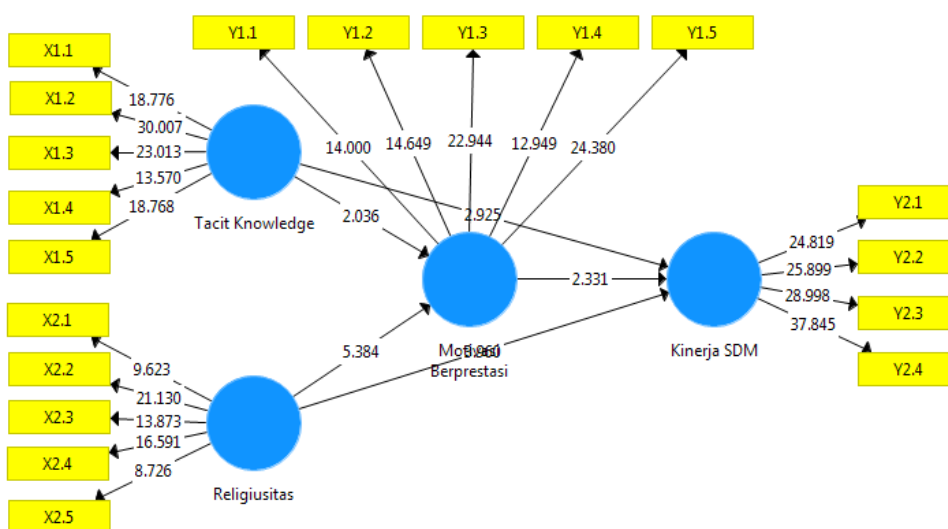 Y1.1
Y1.2
Y1.3
Y1.4
Y1.5
X1.1
X1.2
X1.3
X1.4
X1.5
18.776
30.007
23.013
13.570
18.768
14.000
14.649
22.944
12.949
24.380
Tacit Knowledge
2.036
2.925
Y2.1
Y2.2
Y2.3
Y2.4
24.819
25.899
28.998
37.845
2.331
X2.1
X2.2
X2.3
X2.4
X2.5
9.623
21.130
13.873
16.591
8.726
5.384
Berprestasi
Kinerja SDM
Religiusitas